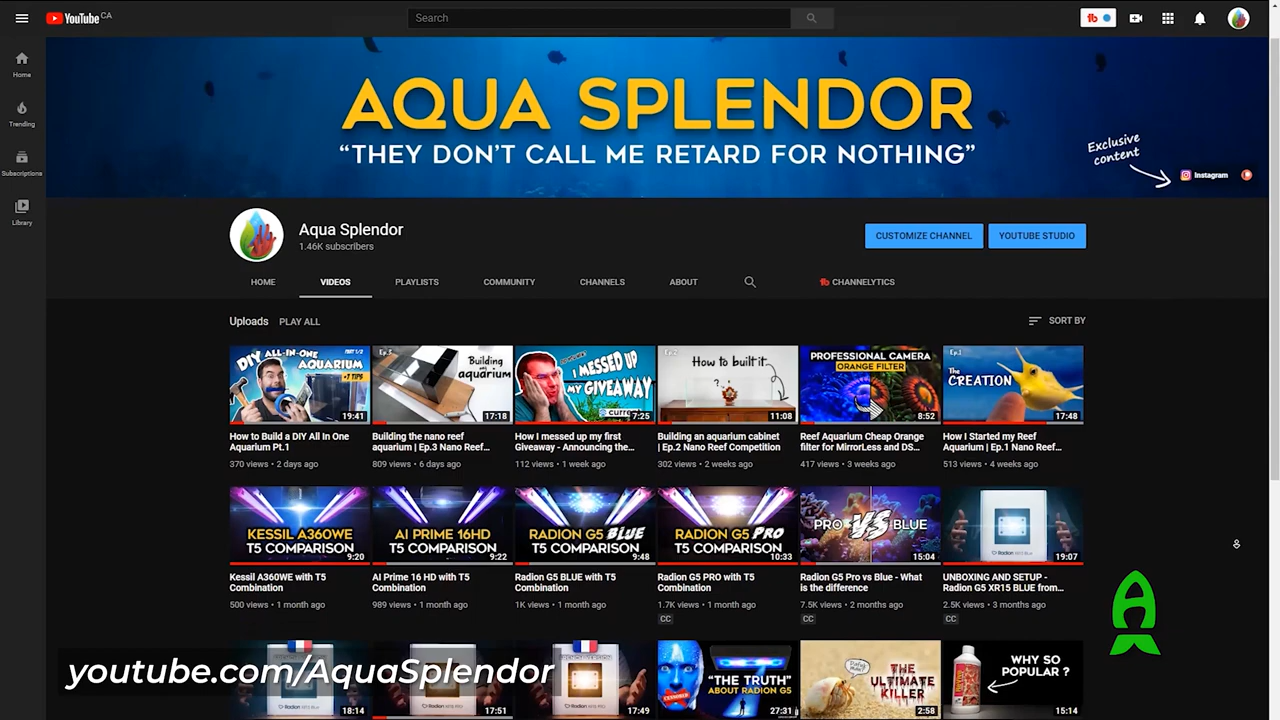 YouTube CA
Search
Home
Trending
Subscriptions
Library
AQUA SPLENDOR
“THEY DON'T CALL ME RETARD FOR NOTHING”
Exclusive
content
Instagram
Aqua Splendor
1.46K subscribers
CUSTOMIZE CHANNEL
YOUTUBE STUDIO
HOME VIDEOS PLAYLISTS COMMUNITY CHANNELS ABOUT CHANNELYTICS
Uploads PLAY ALL
SORT BY
DIY ALL-IN-ONE
AQUARIUM
PART 1/2
+7 TIPS
19:41
Ep.3
Building
aquarium
17:18
I MESSED UP
MY GIVEAWAY
7:25
How to built it..
?
11:08
PROFESSIONAL CAMERA
ORANGE FILTER
8:52
Ep.1
The
CREATION
17:48
How to Build a DIY All In One
Aquarium Pt.1
370 views • 2 days ago
Building the nano reef
aquarium | Ep.3 Nano Reef...
809 views • 6 days ago
How I messed up my first
Giveaway - Announcing the...
112 views • 1 week ago
Building an aquarium cabinet
| Ep.2 Nano Reef Competition
302 views • 2 weeks ago
Reef Aquarium Cheap Orange
filter for MirrorLess and DS...
417 views • 3 weeks ago
How I Started my Reef
Aquarium | Ep.1 Nano Reef...
513 views • 4 weeks ago
KESSIL A360WE
T5 COMPARISON
9:20
AI PRIME 16HD
T5 COMPARISON
9:22
RADION G5 BLUE
T5 COMPARISON
9:48
RADION G5 PRO
T5 COMPARISON
10:33
PRO VS BLUE
15:04
19:07
Kessil A360WE with T5
Combination
500 views • 1 month ago
AI Prime 16 HD with T5
Combination
989 views • 1 month ago
Radion G5 BLUE with T5
Combination
1K views • 1 month ago
Radion G5 PRO with T5
Combination
1.7K views • 1 month ago
CC
Radion G5 Pro vs Blue - What
is the difference
7.5K views • 2 months ago
CC
UNBOXING AND SETUP -
Radion G5 XR15 BLUE from...
2.5K views • 3 months ago
CC
18:14
17:51
17:49
“THE TRUTH”
ABOUT RADION G5
27:31
THE
ULTIMATE
KILLER
2:58
WHY SO
POPULAR ?
15:14
youtube.com/AquaSplendor